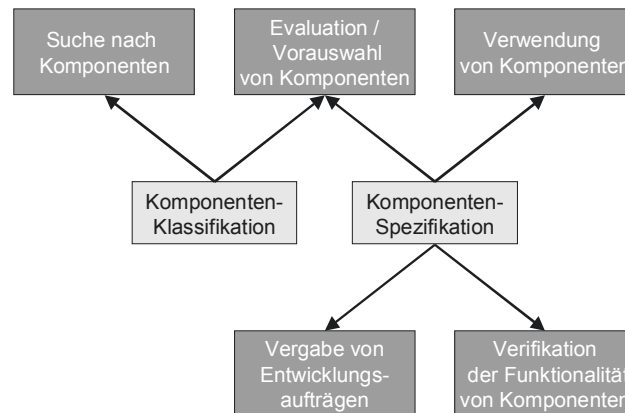 Suche nach
Komponenten
Evaluation /
Vorauswahl
von Komponenten
Verwendung
von Komponenten
Komponenten-
Klassifikation
Komponenten-
Spezifikation
Vergabe von
Entwicklungs-
aufträgen
Verifikation
der Funktionalität
von Komponenten